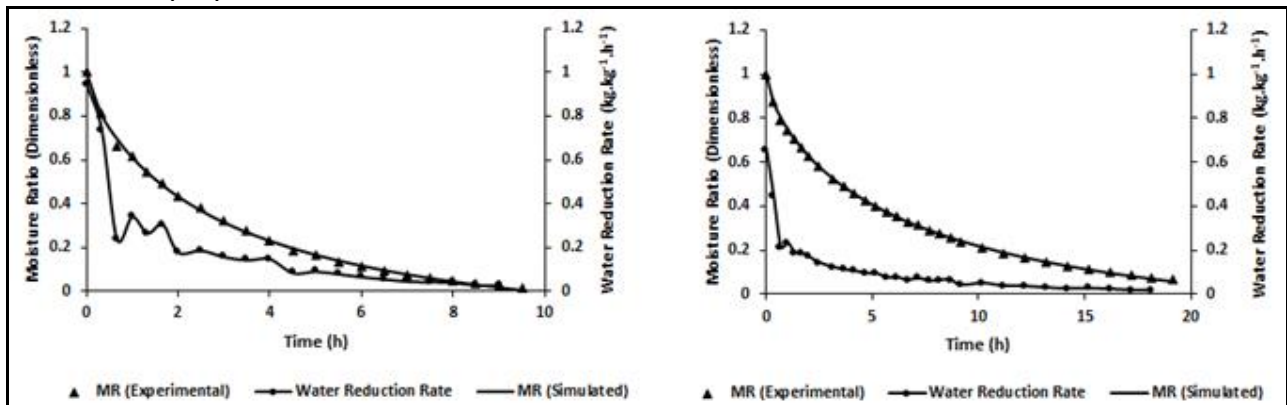 1.2
1
0.8
0.6
0.4
0.2
0
Moisture Ratio (Dimensionless)
1.2
1
0.8
0.6
0.4
0.2
0
Water Reduction Rate (kg.kg⁻¹.h⁻¹)
0 2 4 6 8 10
Time (h)
MR (Experimental) Water Reduction Rate MR (Simulated)
1.2
1
0.8
0.6
0.4
0.2
0
Moisture Ratio (Dimensionless)
1.2
1
0.8
0.6
0.4
0.2
0
Water Reduction Rate (kg.kg⁻¹.h⁻¹)
0 5 10 15 20
Time (h)
MR (Experimental) Water Reduction Rate MR (Simulated)